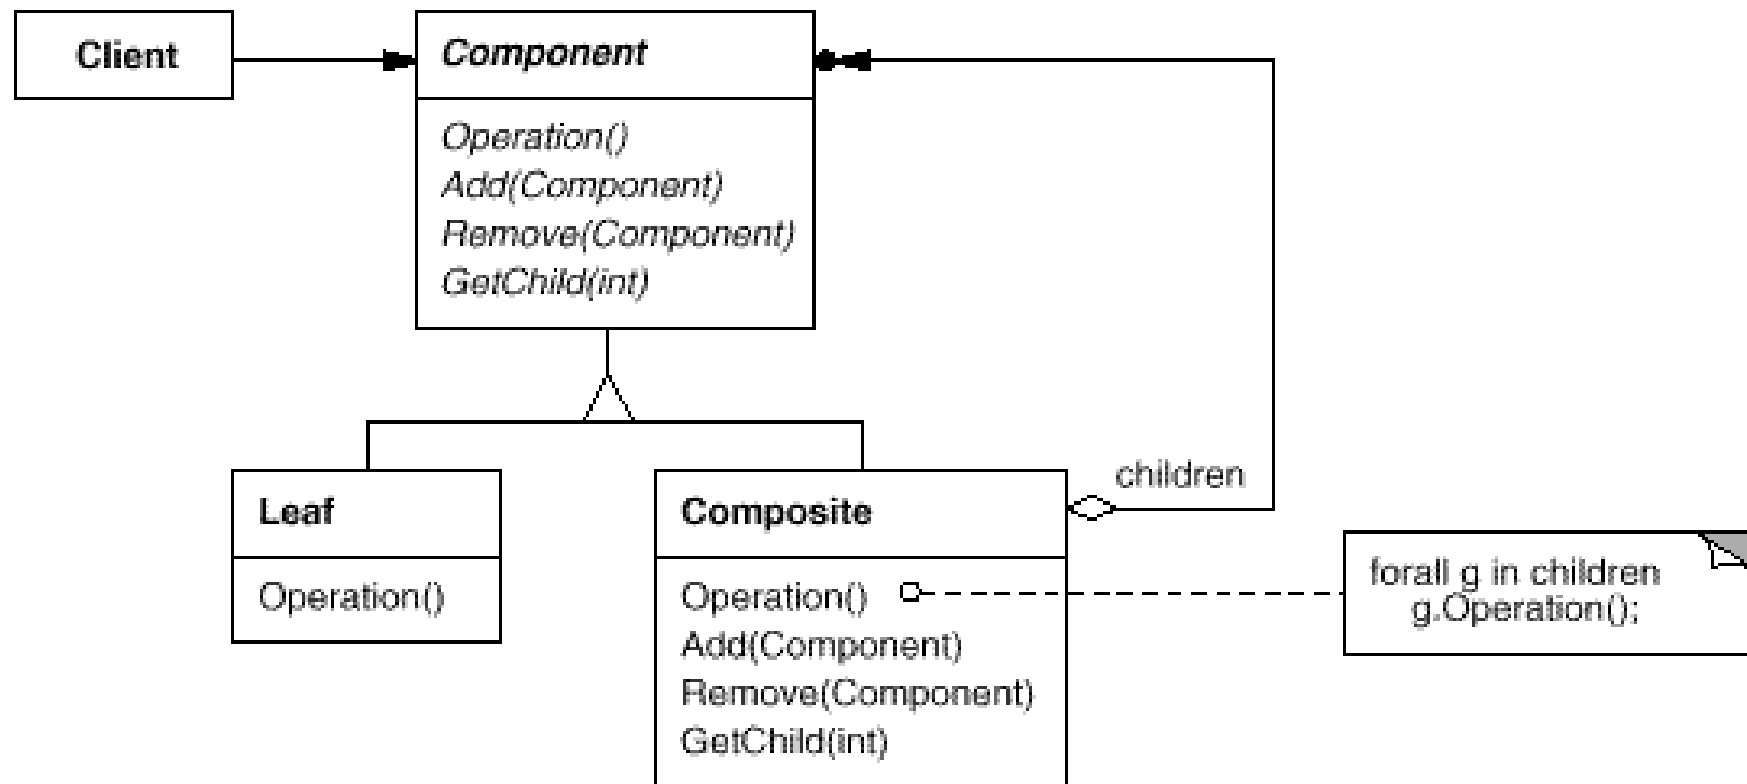 Client
Component
Operation()
Add(Component)
Remove(Component)
GetChild(int)
children
Leaf
Operation()
Composite
Operation()
Add(Component)
Remove(Component)
GetChild(int)
forall g in children
g.Operation();